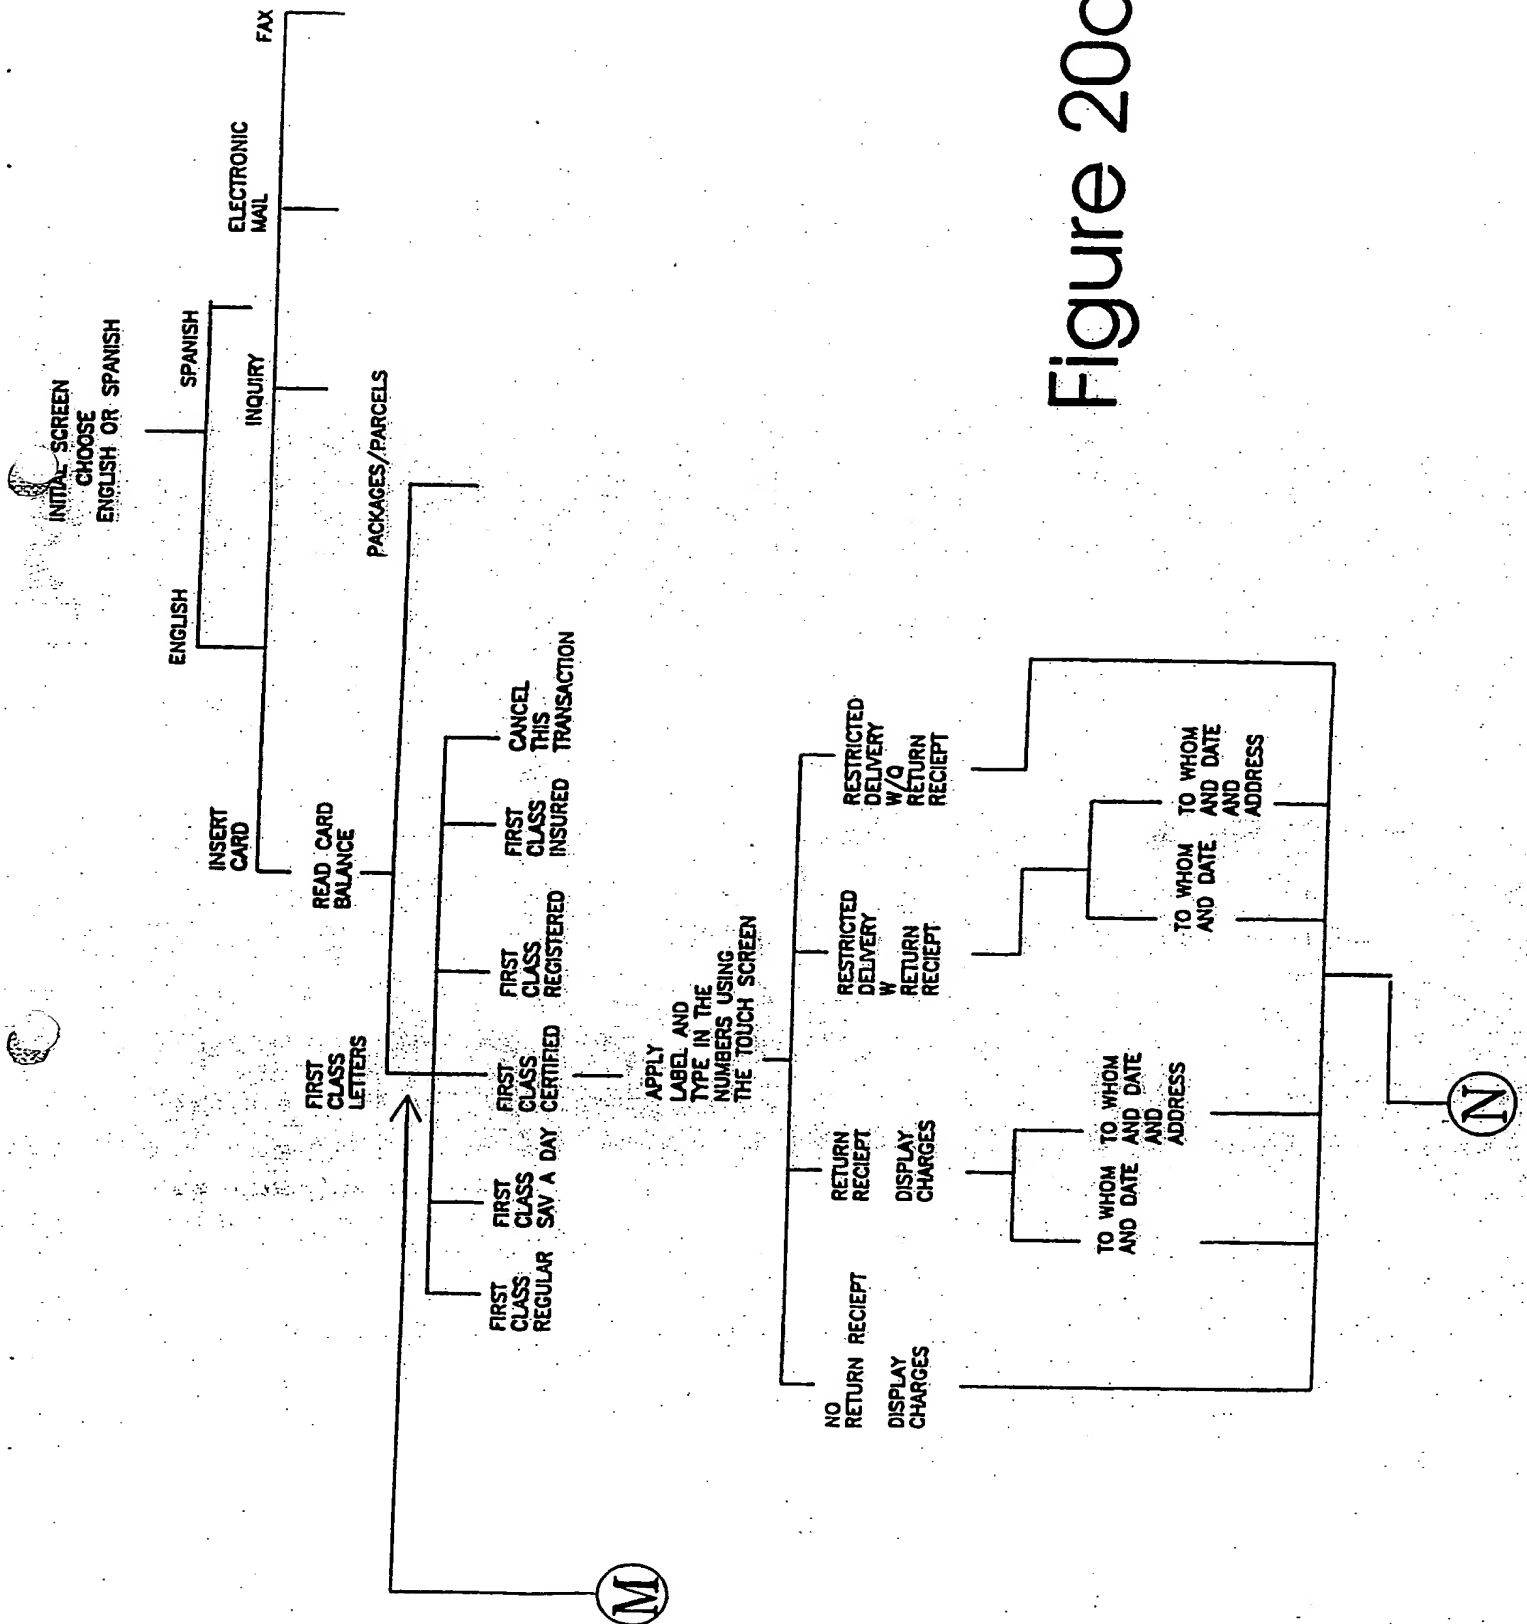 INITIAL SCREEN
CHOOSE
ENGLISH OR SPANISH
ENGLISH
SPANISH
INSERT
CARD
INQUIRY
ELECTRONIC
MAIL
FAX
READ CARD
BALANCE
FIRST
CLASS
LETTERS
PACKAGES/PARCELS
M
FIRST
CLASS
REGULAR
FIRST
CLASS
SAV A DAY
FIRST
CLASS
CERTIFIED
FIRST
CLASS
REGISTERED
FIRST
CLASS
INSURED
CANCEL
THIS
TRANSACTION
APPLY
LABEL AND
TYPE IN THE
NUMBERS USING
THE TOUCH SCREEN
NO
RETURN RECIEPT
DISPLAY
CHARGES
RETURN
RECIEPT
DISPLAY
CHARGES
RESTRICTED
DELIVERY
W
RETURN
RECIEPT
RESTRICTED
DELIVERY
W/O
RETURN
RECIEPT
TO WHOM
AND DATE
TO WHOM
AND DATE
AND
ADDRESS
TO WHOM
AND DATE
TO WHOM
AND DATE
AND
ADDRESS
N
Figure 20